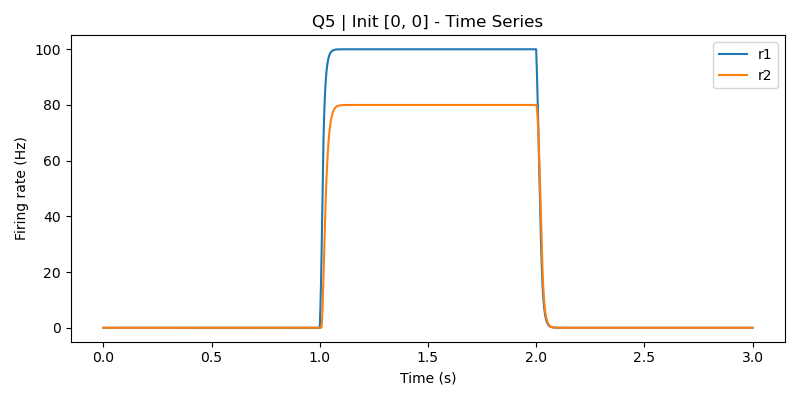 Q5 | Init [0, 0] - Time Series
r1
r2
Firing rate (Hz)
100
80
60
40
20
0
0.0 0.5 1.0 1.5 2.0 2.5 3.0
Time (s)